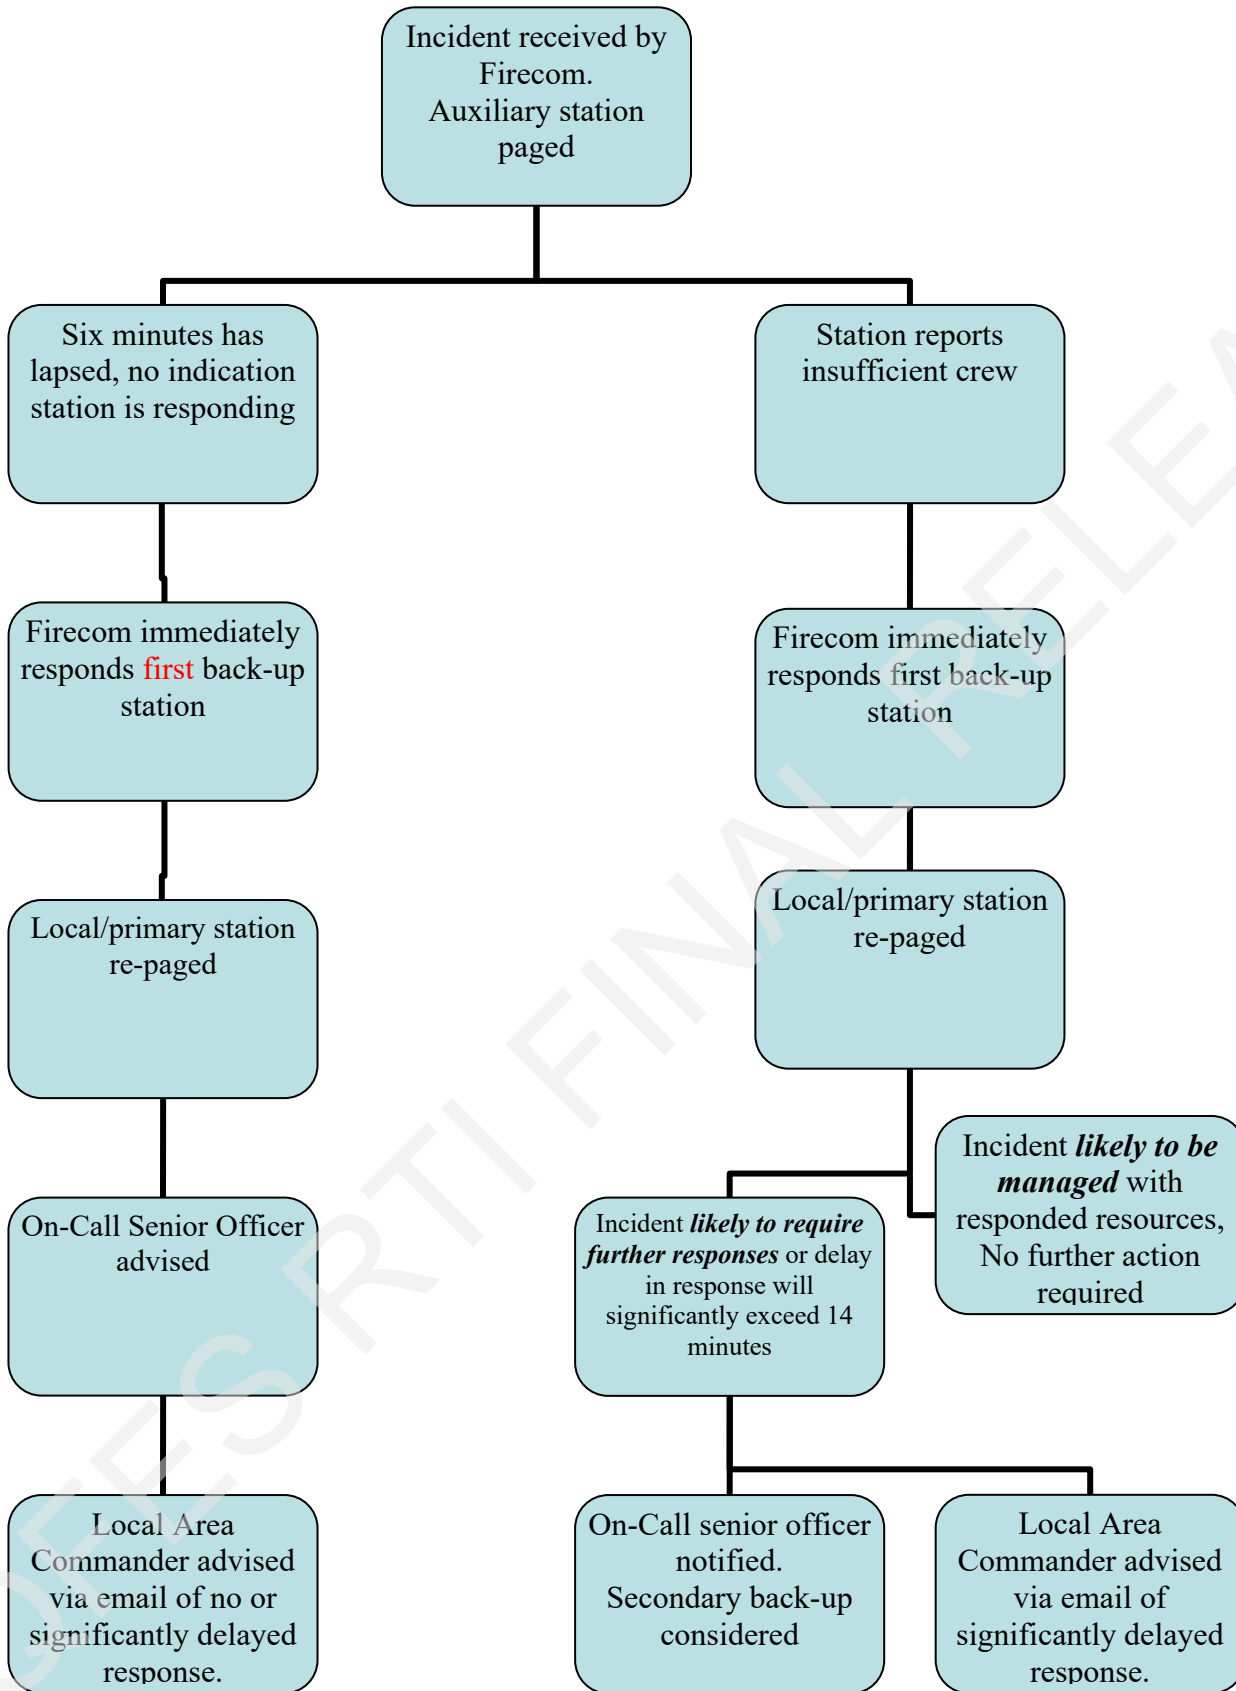 Incident received by
Firecom.
Auxiliary station
paged
Six minutes has
lapsed, no indication
station is responding
Station reports
insufficient crew
Firecom immediately
responds first back-up
station
Firecom immediately
responds first back-up
station
Local/primary station
re-paged
Local/primary station
re-paged
On-Call Senior Officer
advised
Incident likely to require
further responses or delay
in response will
significantly exceed 14
minutes
Incident likely to be
managed with
responded resources,
No further action
required
Local Area
Commander advised
via email of no or
significantly delayed
response.
On-Call senior officer
notified.
Secondary back-up
considered
Local Area
Commander advised
via email of
significantly delayed
response.
QFES RTI FINAL RELEA